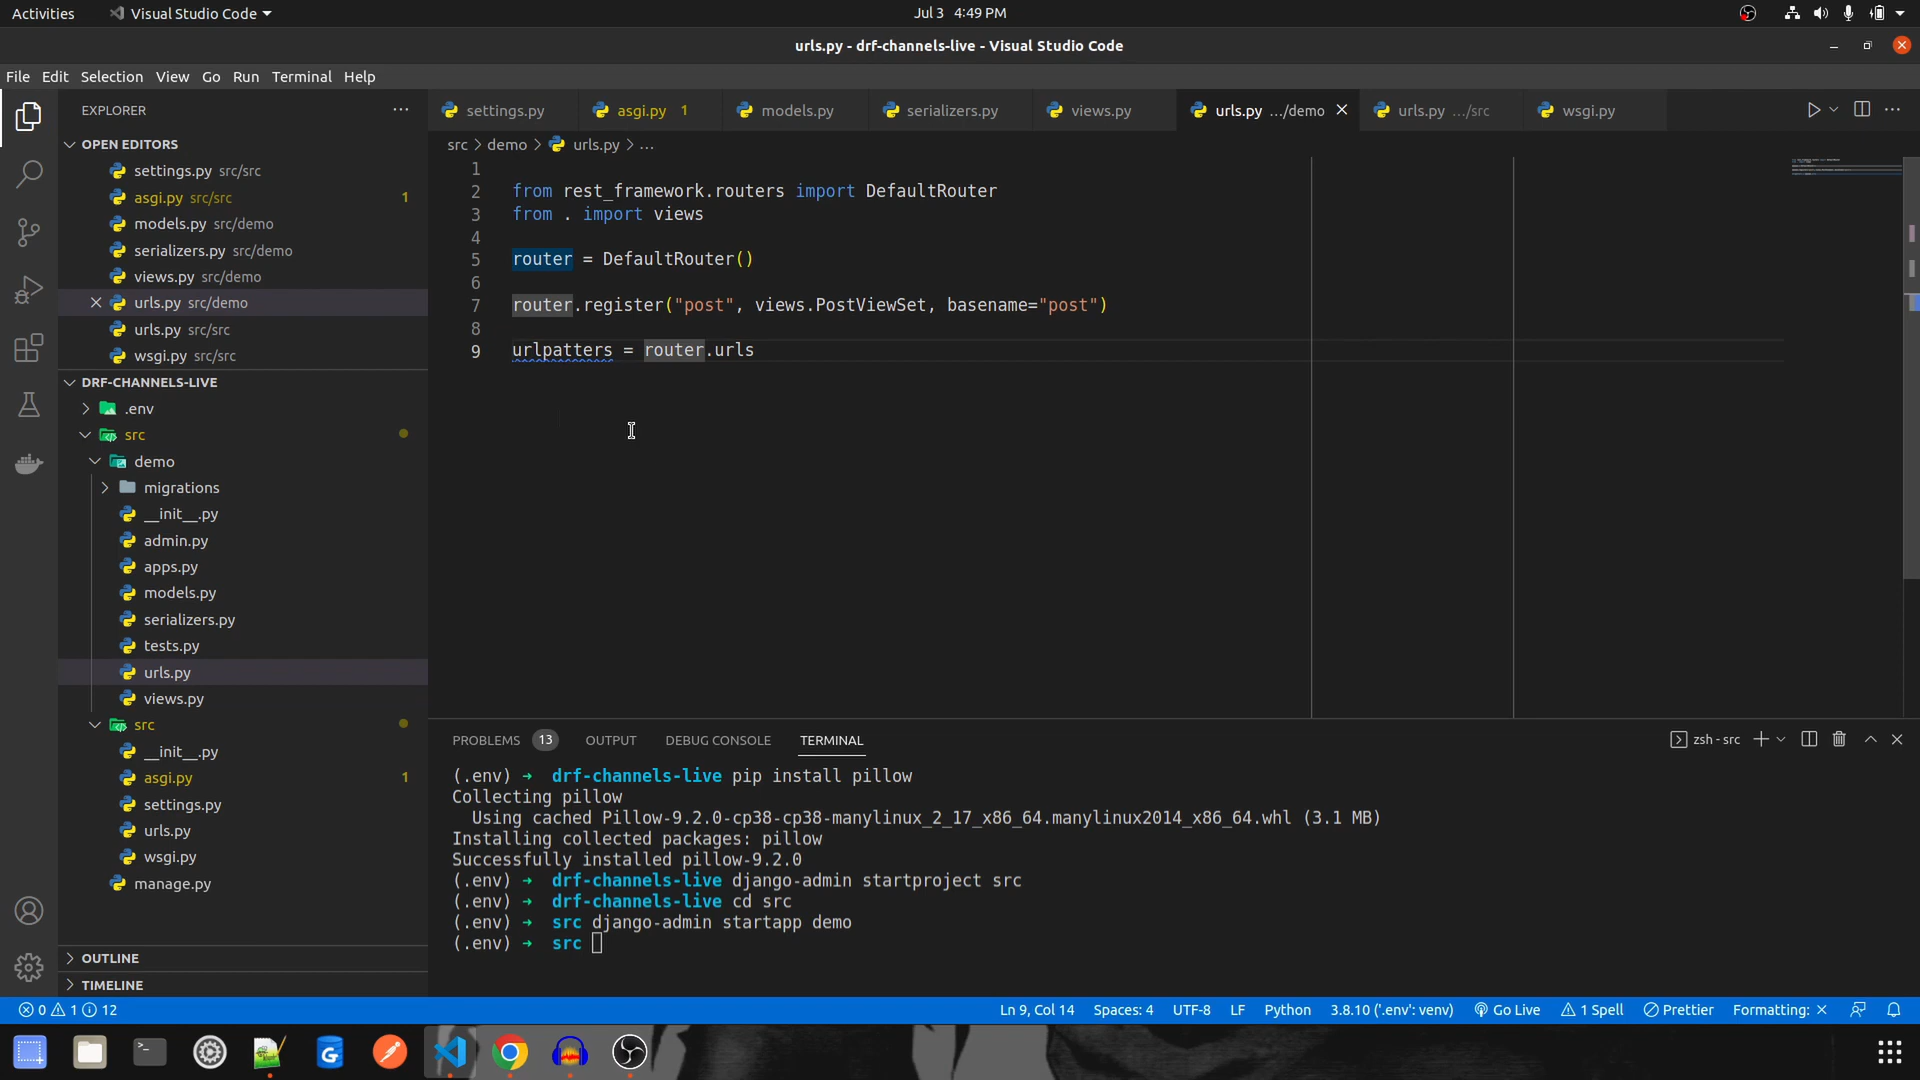 Activities
Visual Studio Code
Jul 3 4:49 PM
urls.py - drf-channels-live - Visual Studio Code
File Edit Selection View Go Run Terminal Help
EXPLORER
OPEN EDITORS
settings.py src/src
asgi.py src/src 1
models.py src/demo
serializers.py src/demo
views.py src/demo
urls.py src/demo
urls.py src/src
wsgi.py src/src
DRF-CHANNELS-LIVE
.env
src
demo
migrations
__init__.py
admin.py
apps.py
models.py
serializers.py
tests.py
urls.py
views.py
src
__init__.py
asgi.py 1
settings.py
urls.py
wsgi.py
manage.py
OUTLINE
TIMELINE
settings.py asgi.py 1 models.py serializers.py views.py urls.py .../demo urls.py .../src wsgi.py
src > demo > urls.py > ...
1
2 from rest_framework.routers import DefaultRouter
3 from . import views
4
5 router = DefaultRouter()
6
7 router.register("post", views.PostViewSet, basename="post")
8
9 urlpatters = router.urls
PROBLEMS 13 OUTPUT DEBUG CONSOLE TERMINAL
zsh - src
(.env) → drf-channels-live pip install pillow
Collecting pillow
Using cached Pillow-9.2.0-cp38-cp38-manylinux_2_17_x86_64.manylinux2014_x86_64.whl (3.1 MB)
Installing collected packages: pillow
Successfully installed pillow-9.2.0
(.env) → drf-channels-live django-admin startproject src
(.env) → drf-channels-live cd src
(.env) → src django-admin startapp demo
(.env) → src
0 1 12
Ln 9, Col 14 Spaces: 4 UTF-8 LF Python 3.8.10 ('.env': venv) Go Live 1 Spell Prettier Formatting: ×